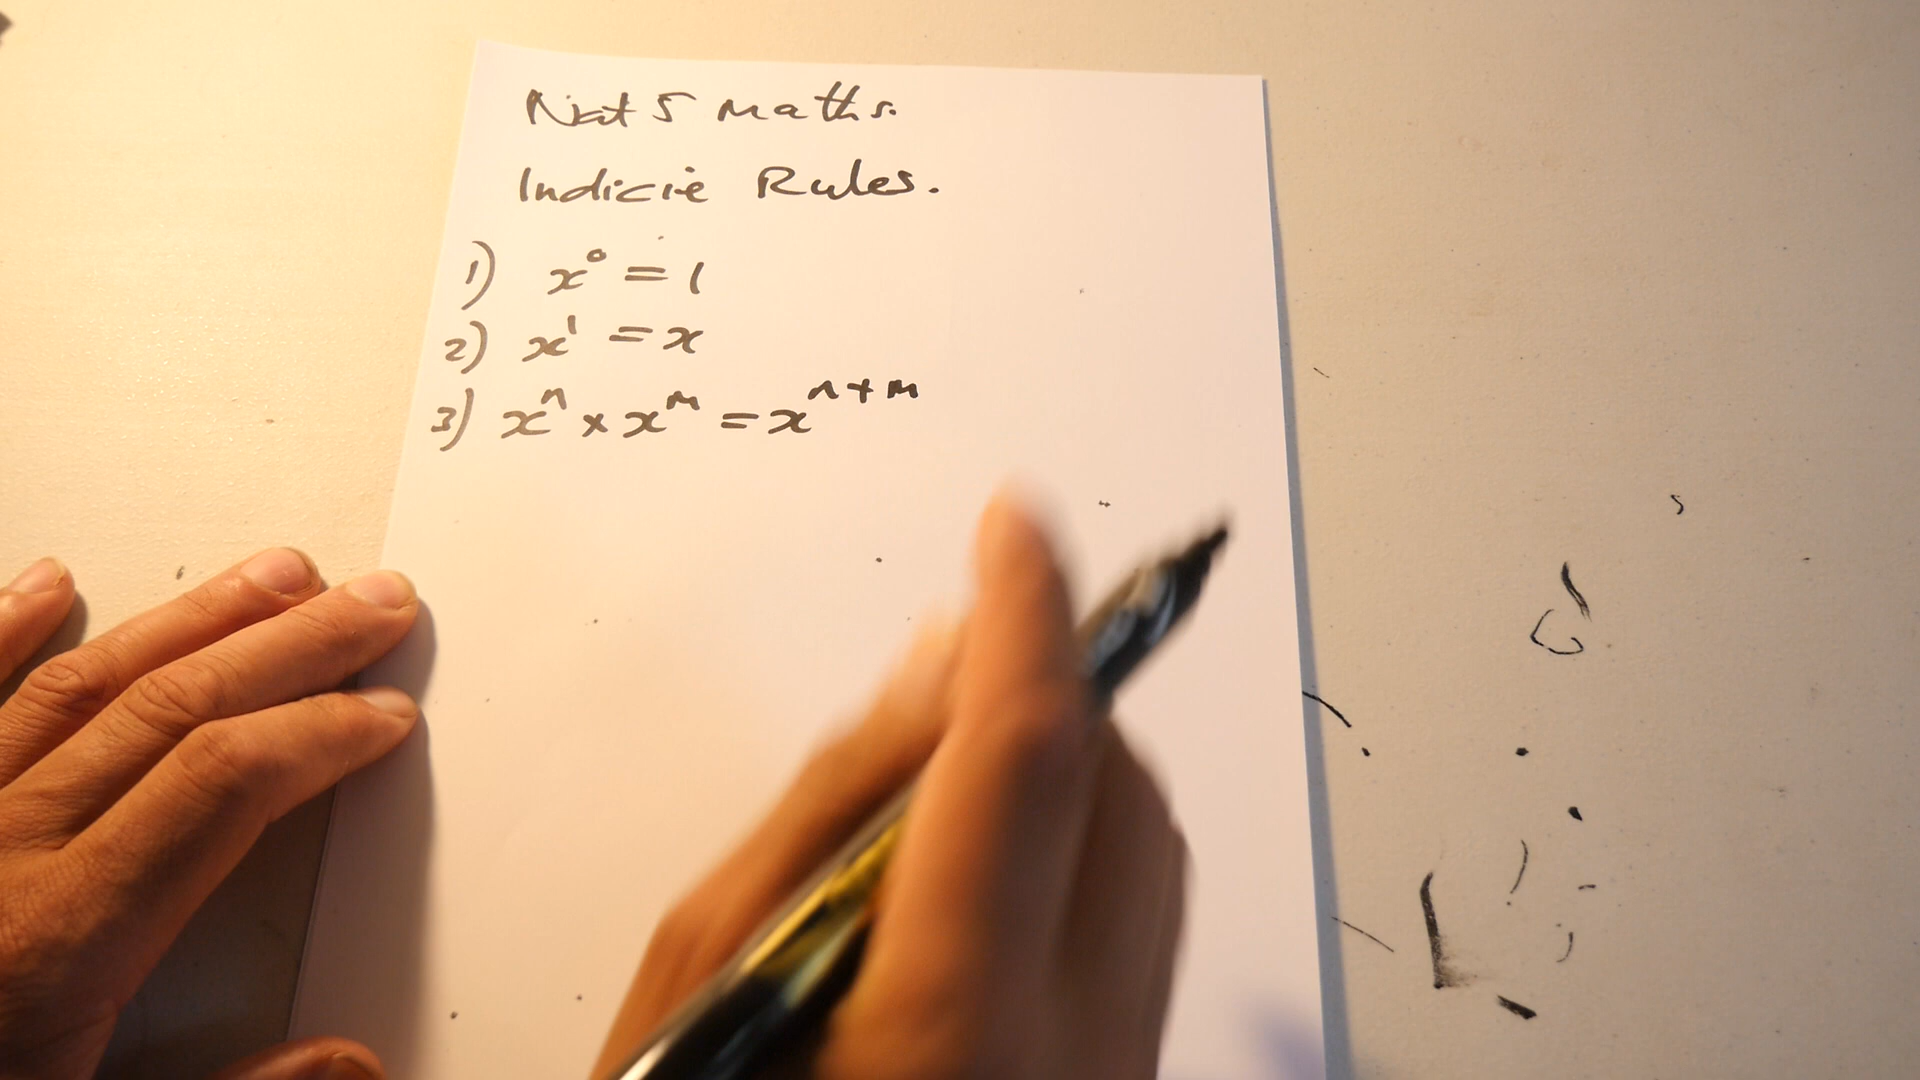 Nat 5 maths.
Indicie Rules.
1) x⁰ = 1
2) x¹ = x
3) xⁿ × xᵐ = xⁿ⁺ᵐ